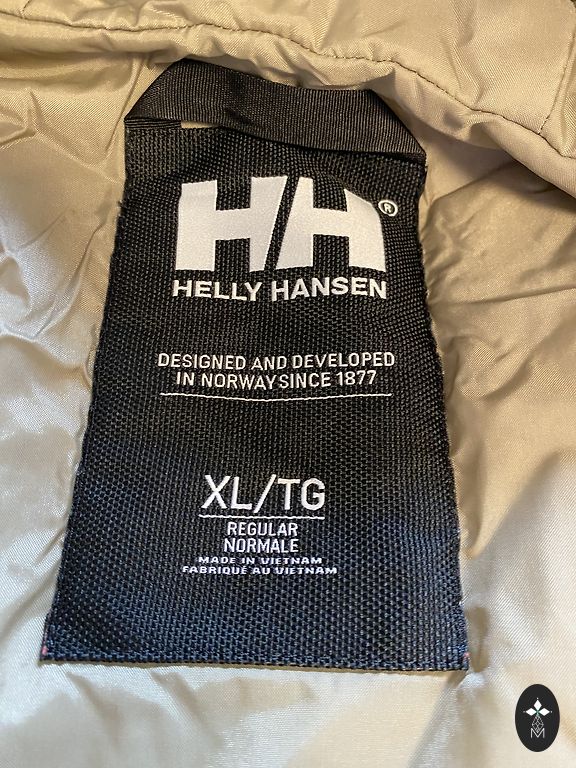 HH®
HELLY HANSEN
DESIGNED AND DEVELOPED
IN NORWAY SINCE 1877
XL/TG
REGULAR
NORMALE
MADE IN VIETNAM
FABRIQUÉ AU VIETNAM
M